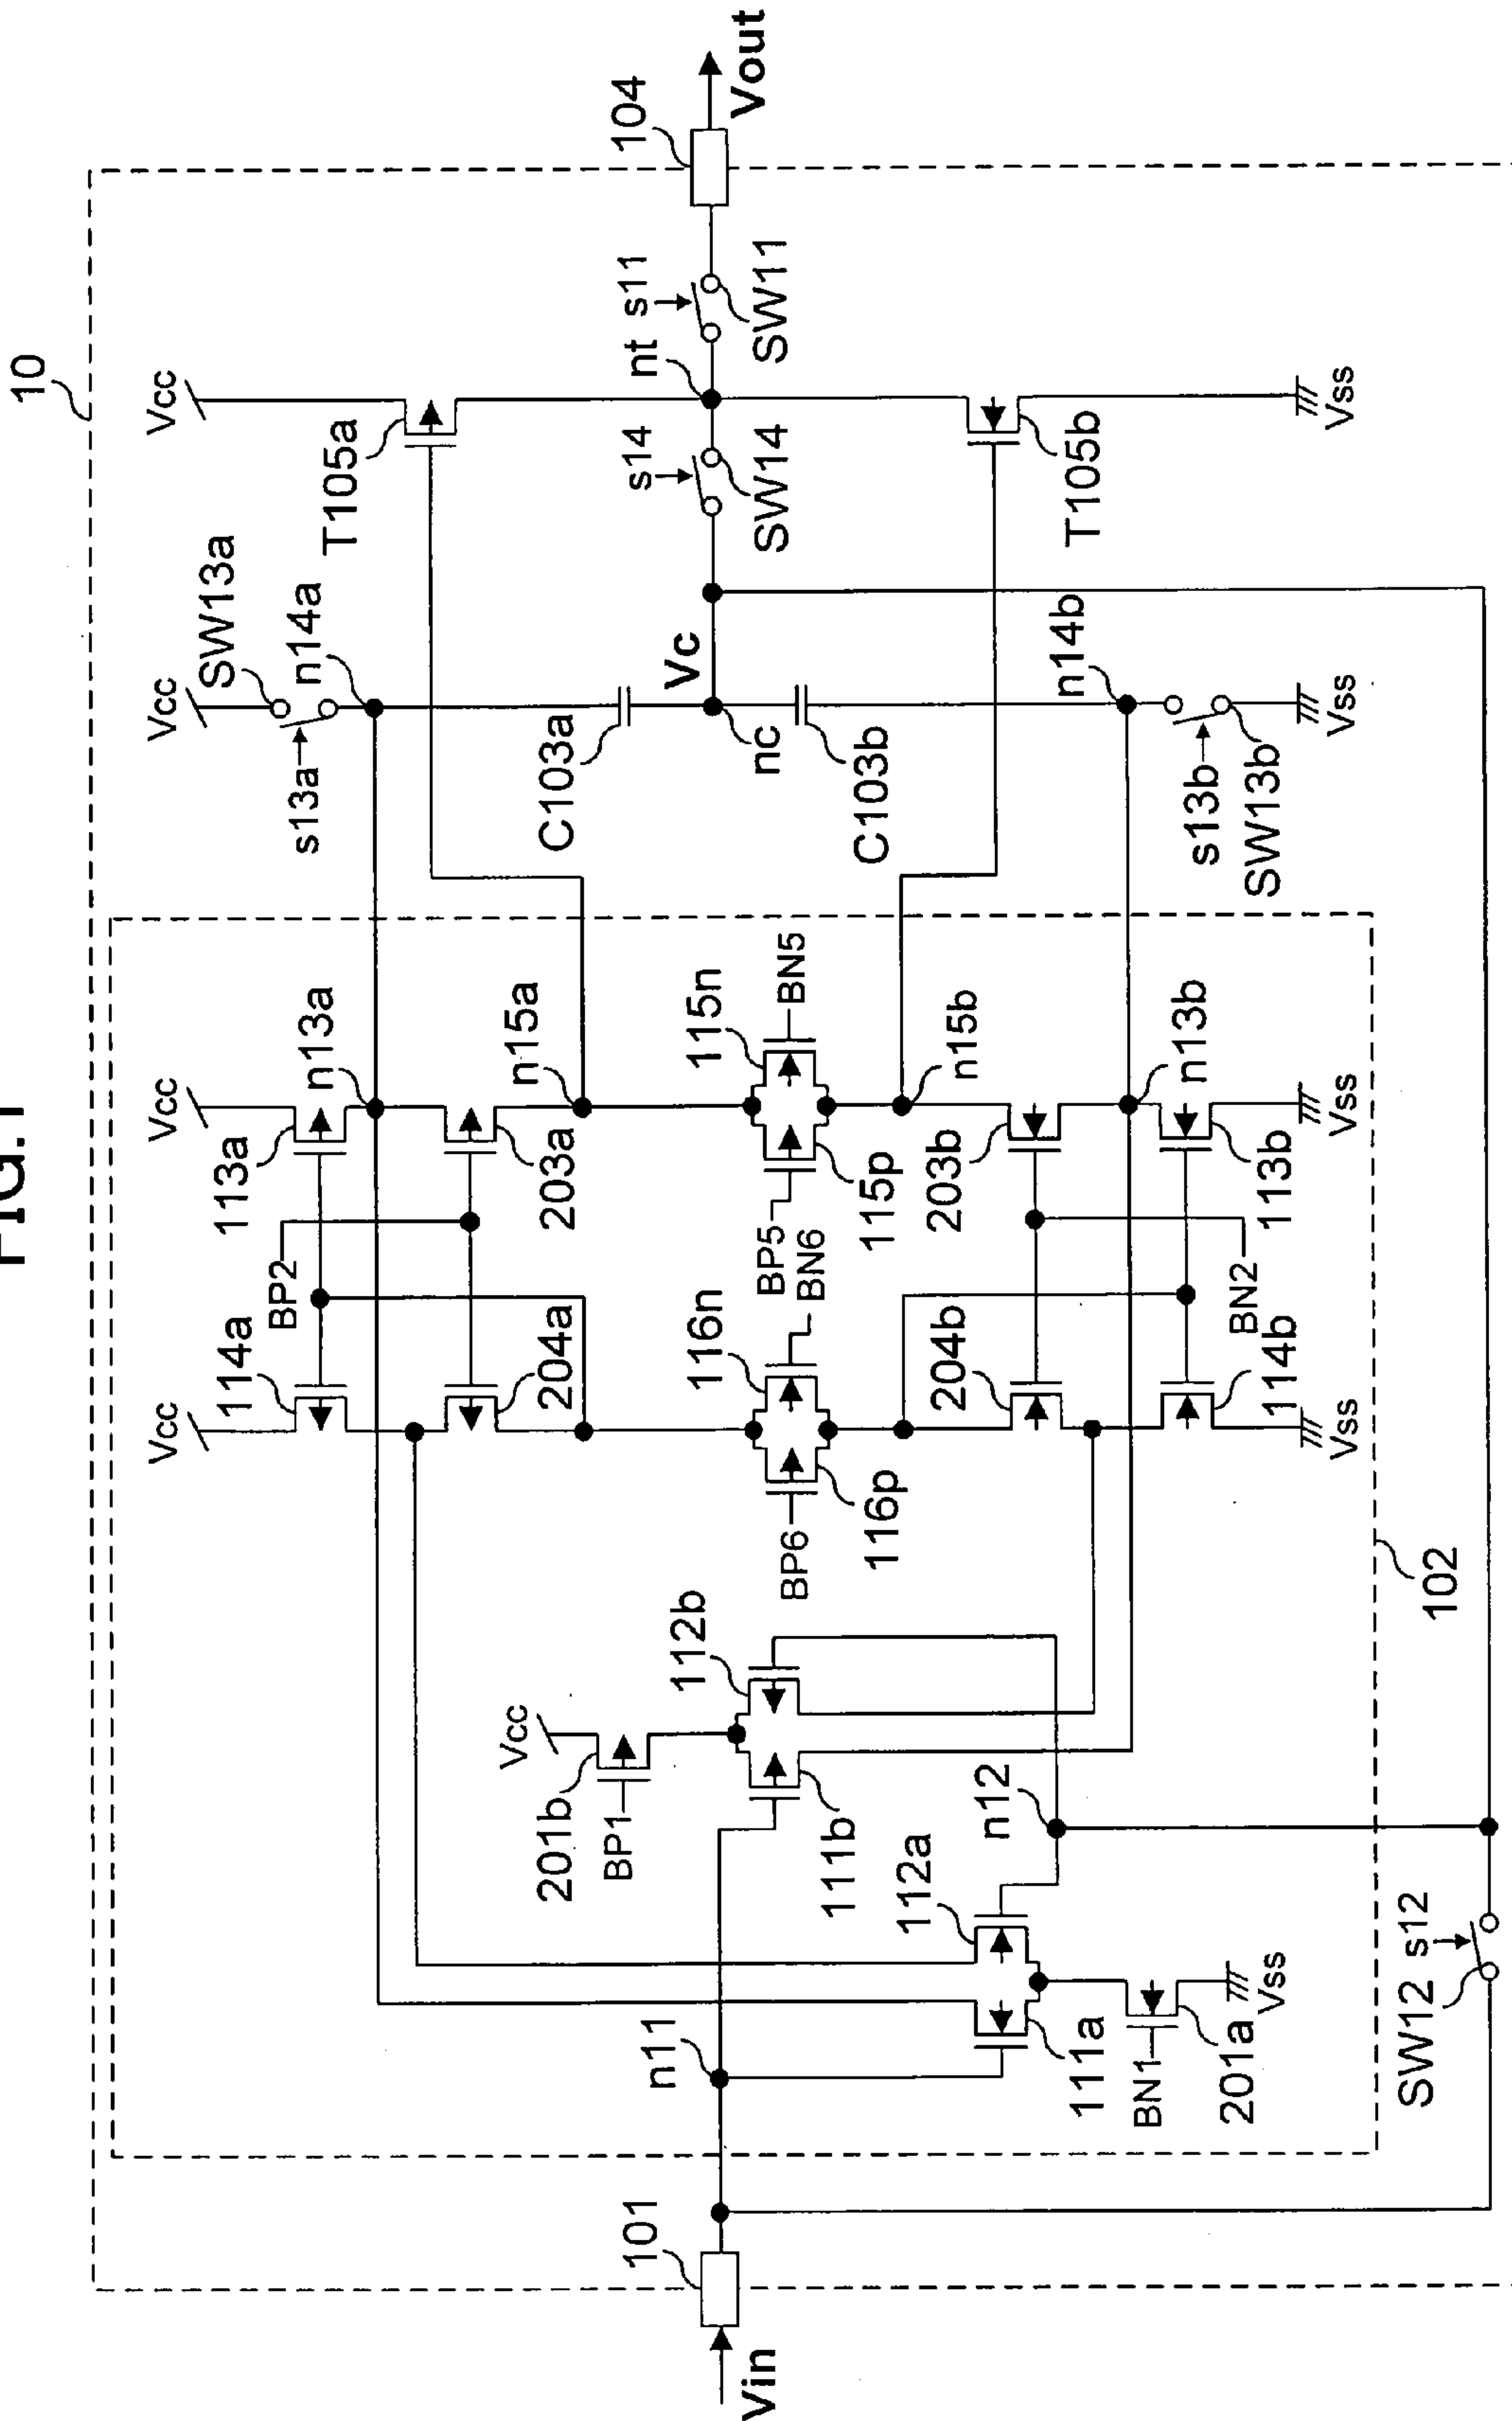 FIG.1
10
Vcc
Vcc
SW13a
s13a
n14a
T105a
104
Vout
nt
s11
SW11
s14
SW14
Vc
nc
C103a
C103b
T105b
Vss
n14b
s13b
SW13b
Vss
Vcc
113a
n13a
BP2
203a
n15a
115n
BN5
BP5
115p
n15b
203b
n13b
113b
Vss
BN2
Vcc
114a
204a
116n
BN6
BP6
116p
204b
114b
Vss
102
Vcc
201b
BP1
112b
111b
n12
112a
111a
BN1
201a
Vss
n11
SW12
s12
101
Vin